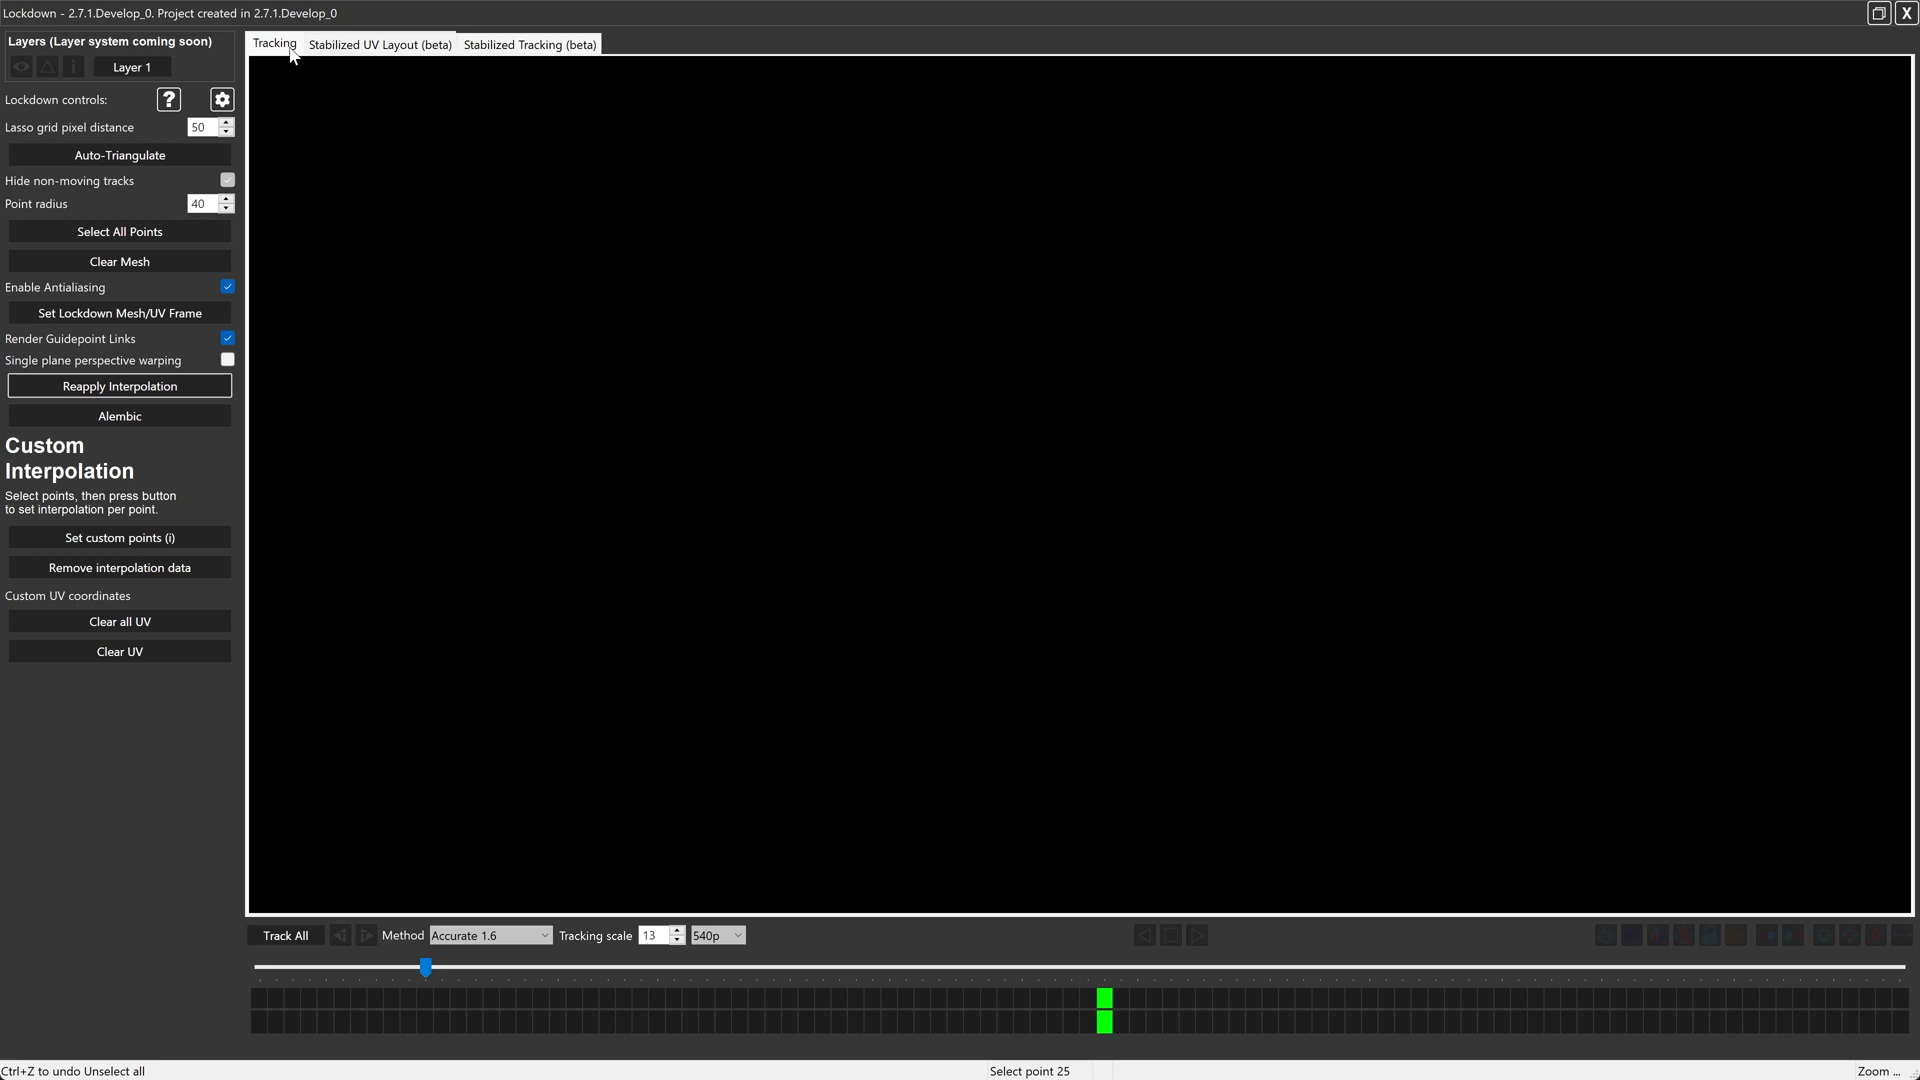 Lockdown - 2.7.1.Develop_0. Project created in 2.7.1.Develop_0
X
Layers (Layer system coming soon)
i
Layer 1
Tracking
Stabilized UV Layout (beta)
Stabilized Tracking (beta)
Lockdown controls:
?
Lasso grid pixel distance
50
Auto-Triangulate
Hide non-moving tracks
Point radius
40
Select All Points
Clear Mesh
Enable Antialiasing
Set Lockdown Mesh/UV Frame
Render Guidepoint Links
Single plane perspective warping
Reapply Interpolation
Alembic
Custom
Interpolation
Select points, then press button
to set interpolation per point.
Set custom points (i)
Remove interpolation data
Custom UV coordinates
Clear all UV
Clear UV
Track All
Method
Accurate 1.6
Tracking scale
13
540p
Ctrl+Z to undo Unselect all
Select point 25
Zoom ...